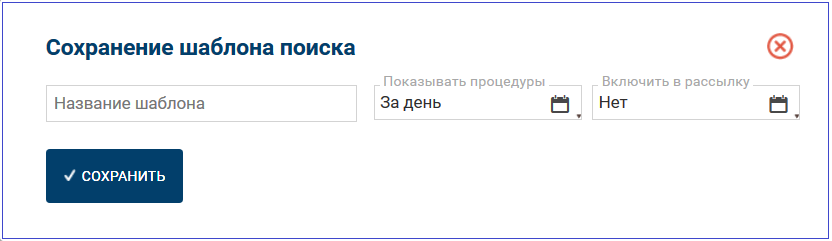 Сохранение шаблона поиска
Показывать процедуры
Включить в рассылку
Название шаблона
За день
Нет
СОХРАНИТЬ